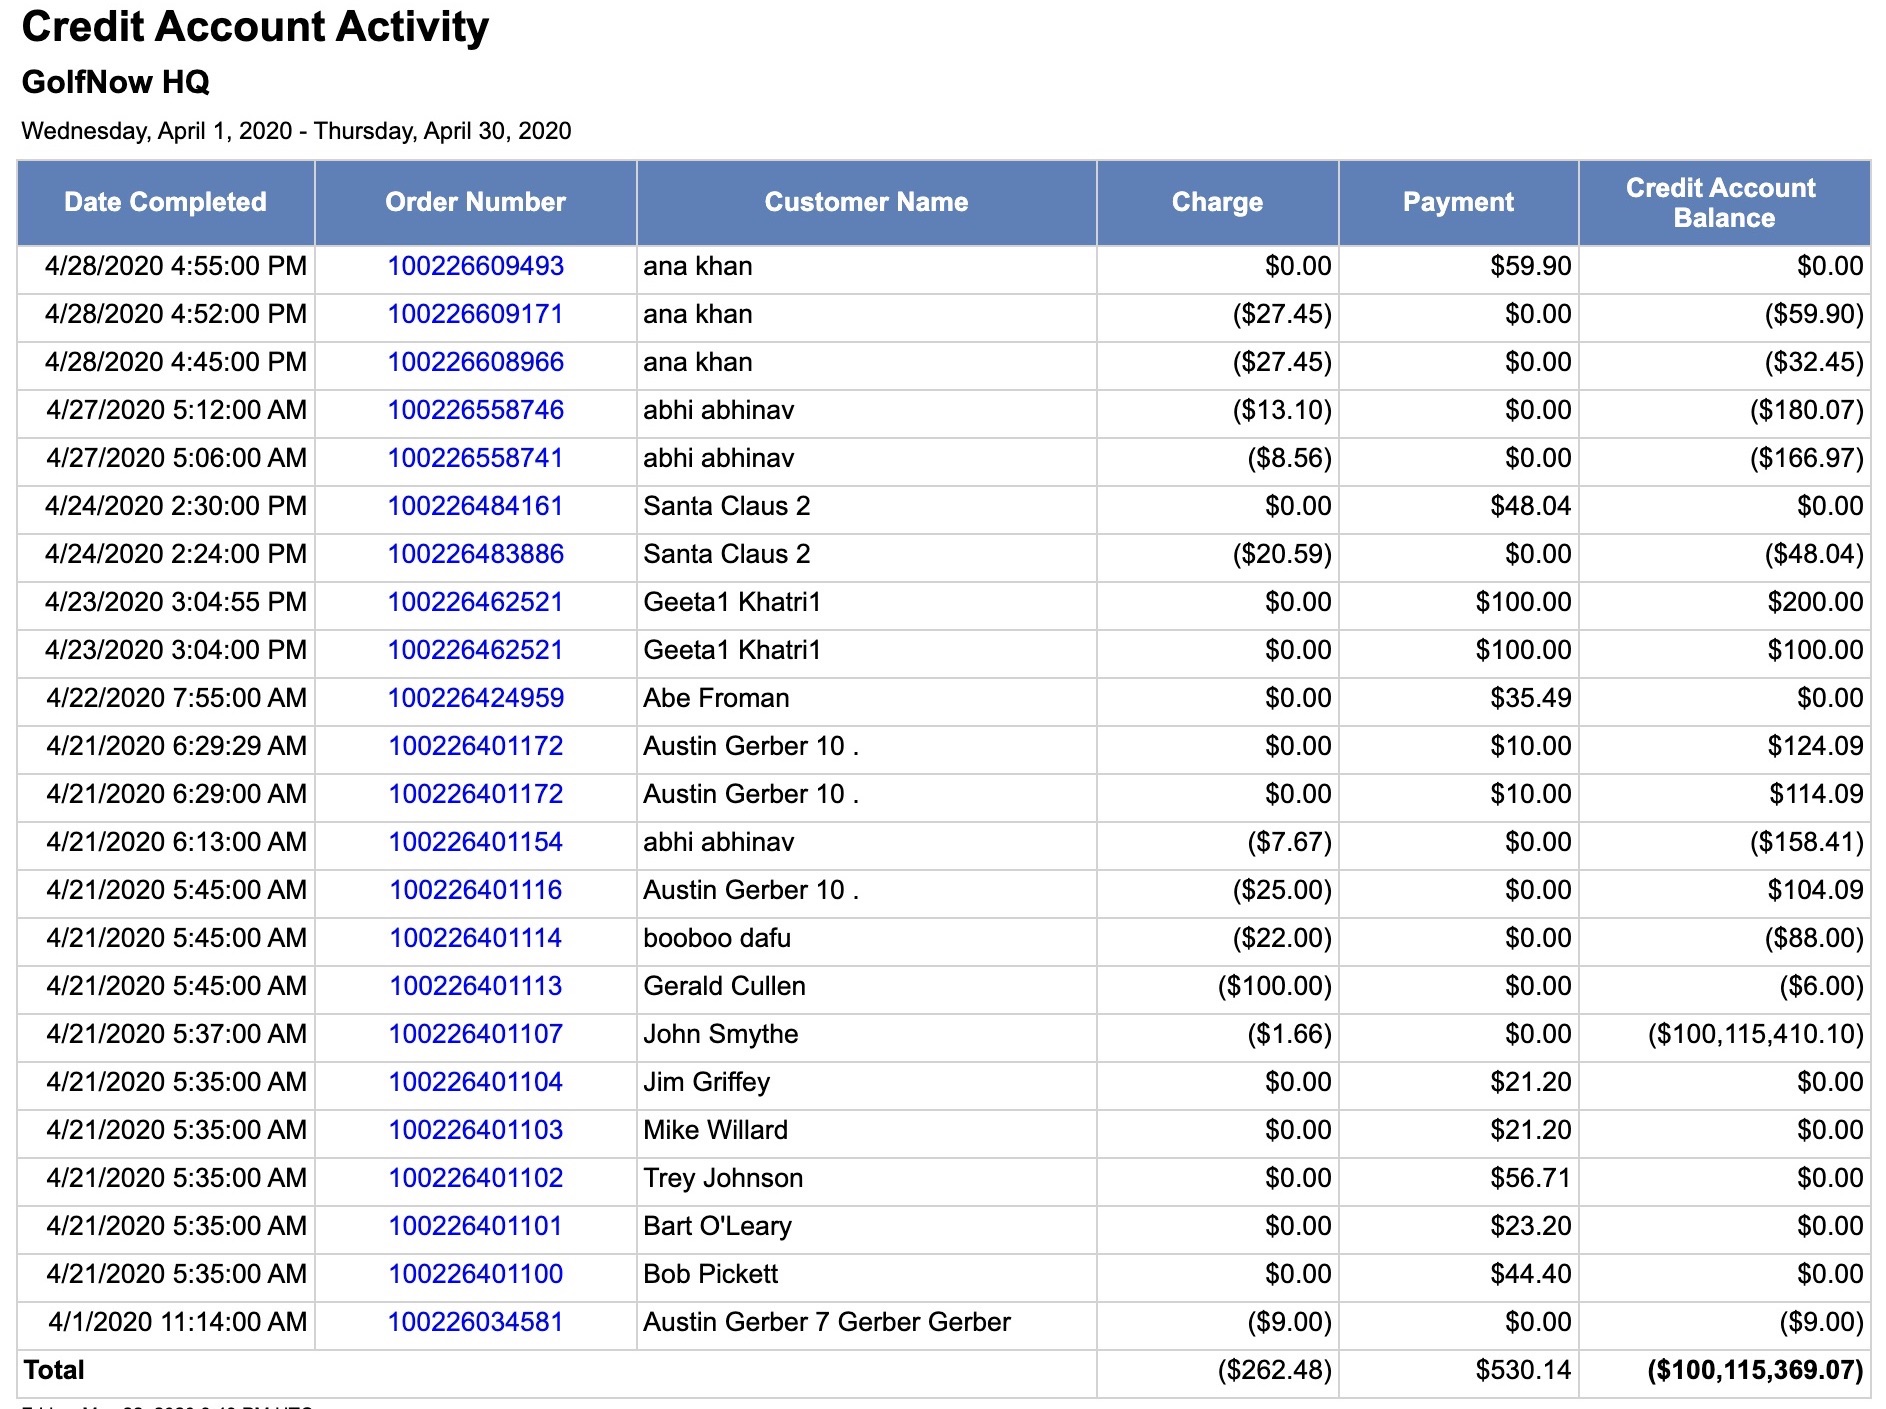 Credit Account Activity
GolfNow HQ
Wednesday, April 1, 2020 - Thursday, April 30, 2020
Date Completed Order Number Customer Name Charge Payment Credit Account Balance
4/28/2020 4:55:00 PM 100226609493 ana khan $0.00 $59.90 $0.00
4/28/2020 4:52:00 PM 100226609171 ana khan ($27.45) $0.00 ($59.90)
4/28/2020 4:45:00 PM 100226608966 ana khan ($27.45) $0.00 ($32.45)
4/27/2020 5:12:00 AM 100226558746 abhi abhinav ($13.10) $0.00 ($180.07)
4/27/2020 5:06:00 AM 100226558741 abhi abhinav ($8.56) $0.00 ($166.97)
4/24/2020 2:30:00 PM 100226484161 Santa Claus 2 $0.00 $48.04 $0.00
4/24/2020 2:24:00 PM 100226483886 Santa Claus 2 ($20.59) $0.00 ($48.04)
4/23/2020 3:04:55 PM 100226462521 Geeta1 Khatri1 $0.00 $100.00 $200.00
4/23/2020 3:04:00 PM 100226462521 Geeta1 Khatri1 $0.00 $100.00 $100.00
4/22/2020 7:55:00 AM 100226424959 Abe Froman $0.00 $35.49 $0.00
4/21/2020 6:29:29 AM 100226401172 Austin Gerber 10 . $0.00 $10.00 $124.09
4/21/2020 6:29:00 AM 100226401172 Austin Gerber 10 . $0.00 $10.00 $114.09
4/21/2020 6:13:00 AM 100226401154 abhi abhinav ($7.67) $0.00 ($158.41)
4/21/2020 5:45:00 AM 100226401116 Austin Gerber 10 . ($25.00) $0.00 $104.09
4/21/2020 5:45:00 AM 100226401114 booboo dafu ($22.00) $0.00 ($88.00)
4/21/2020 5:45:00 AM 100226401113 Gerald Cullen ($100.00) $0.00 ($6.00)
4/21/2020 5:37:00 AM 100226401107 John Smythe ($1.66) $0.00 ($100,115,410.10)
4/21/2020 5:35:00 AM 100226401104 Jim Griffey $0.00 $21.20 $0.00
4/21/2020 5:35:00 AM 100226401103 Mike Willard $0.00 $21.20 $0.00
4/21/2020 5:35:00 AM 100226401102 Trey Johnson $0.00 $56.71 $0.00
4/21/2020 5:35:00 AM 100226401101 Bart O'Leary $0.00 $23.20 $0.00
4/21/2020 5:35:00 AM 100226401100 Bob Pickett $0.00 $44.40 $0.00
4/1/2020 11:14:00 AM 100226034581 Austin Gerber 7 Gerber Gerber ($9.00) $0.00 ($9.00)
Total ($262.48) $530.14 ($100,115,369.07)